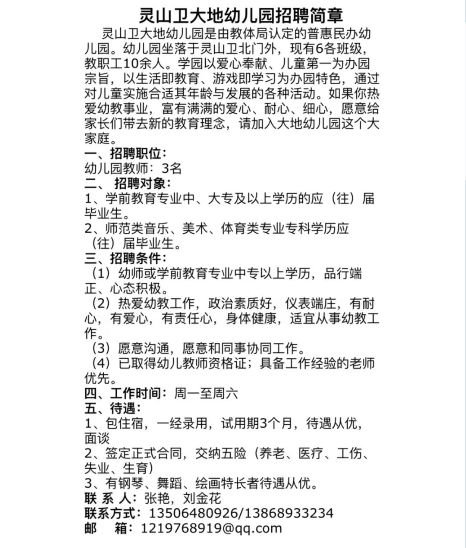 灵山卫大地幼儿园招聘简章
灵山卫大地幼儿园是由教体局认定的普惠民办幼
儿园。幼儿园坐落于灵山卫北门外，现有6各班级，
教职工10余人。学园以爱心奉献、儿童第一为办园
宗旨，以生活即教育、游戏即学习为办园特色，通过
对儿童实施合适其年龄与发展的各种活动。如果你热
爱幼教事业，富有满满的爱心、耐心、细心，愿意给
家长们带去新的教育理念，请加入大地幼儿园这个大
家庭。
一、招聘职位：
幼儿园教师：3名
二、 招聘对象：
1、学前教育专业中、大专及以上学历的应（往）届
毕业生。
2、师范类音乐、美术、体育类专业专科学历应
（往）届毕业生。
三、招聘条件：
（1）幼师或学前教育专业中专以上学历，品行端
正、心态积极。
（2）热爱幼教工作，政治素质好，仪表端庄，有耐
心，有爱心，有责任心，身体健康，适宜从事幼教工
作。
（3）愿意沟通，愿意和同事协同工作。
（4）已取得幼儿教师资格证；具备工作经验的老师
优先。
四、工作时间：周一至周六
五、待遇：
1、包住宿，一经录用，试用期3个月，待遇从优，
面谈
2、签定正式合同，交纳五险（养老、医疗、工伤、
失业、生育）
3、有钢琴、舞蹈、绘画特长者待遇从优。
联 系 人：张艳，刘金花
联系方式：13506480926/13868933234
邮    箱：1219768919@qq.com